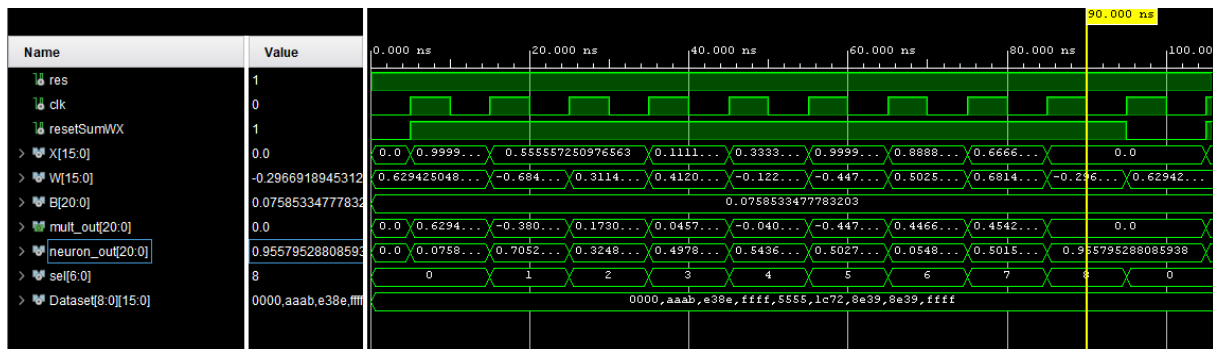 90.000 ns
Name Value 0.000 ns 20.000 ns 40.000 ns 60.000 ns 80.000 ns 100.00
res 1
clk 0
resetSumWX 1
X[15:0] 0.0 0.0 0.9999... 0.555557250976563 0.1111... 0.3333... 0.9999... 0.8888... 0.6666... 0.0
W[15:0] -0.2966918945312 0.629425048... -0.684... 0.3114... 0.4120... -0.122... -0.447... 0.5025... 0.6814... -0.296... 0.62942...
B[20:0] 0.07585334777832 0.0758533477783203
mult_out[20:0] 0.0 0.0 0.6294... -0.380... 0.1730... 0.0457... -0.040... -0.447... 0.4466... 0.4542... 0.0
neuron_out[20:0] 0.95579528808593 0.0 0.0758... 0.7052... 0.3248... 0.4978... 0.5436... 0.5027... 0.0548... 0.5015... 0.955795288085938
sel[6:0] 8 0 1 2 3 4 5 6 7 8 0
Dataset[8:0][15:0] 0000,aaab,e38e,fff 0000,aaab,e38e,ffff,5555,1c72,8e39,8e39,ffff